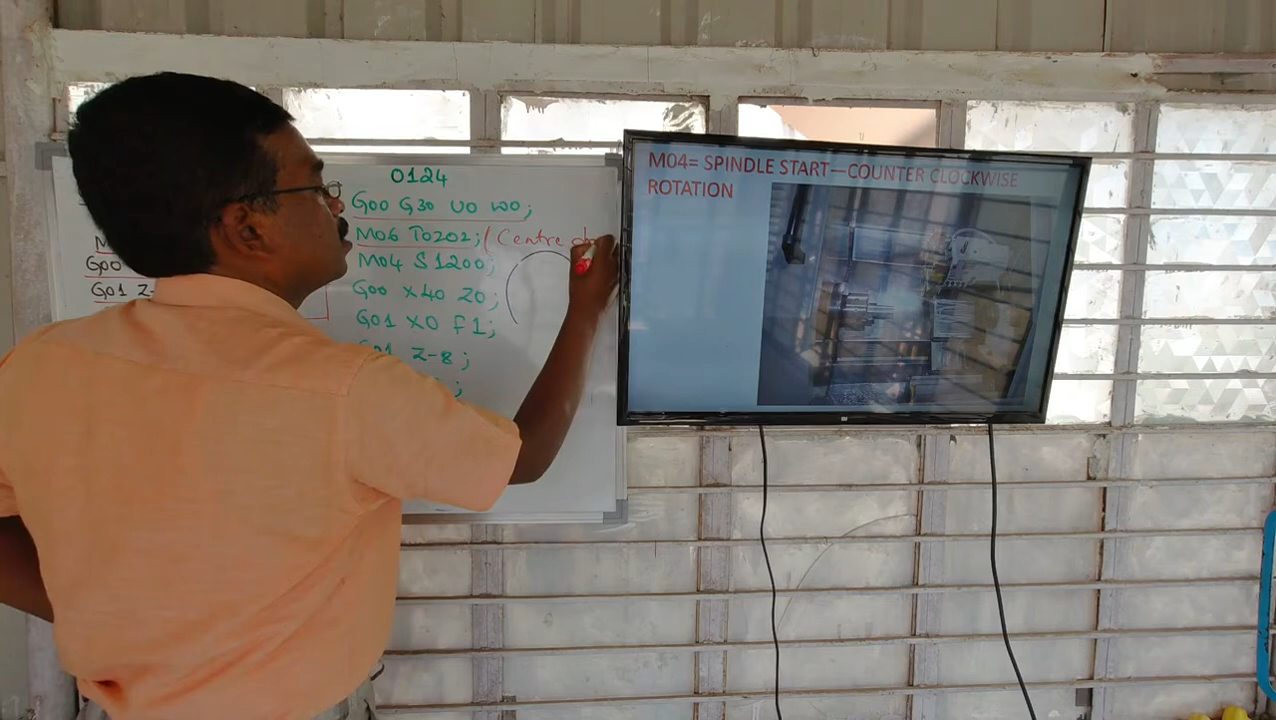 M
G00
G01 Z-
O124
G00 G30 U0 W0;
M06 T0202; (Centre
M04 S1200;
G00 X40 Z0;
G01 X0 F1;
G01 Z-8;
;
M04= SPINDLE START—COUNTER CLOCKWISE
ROTATION